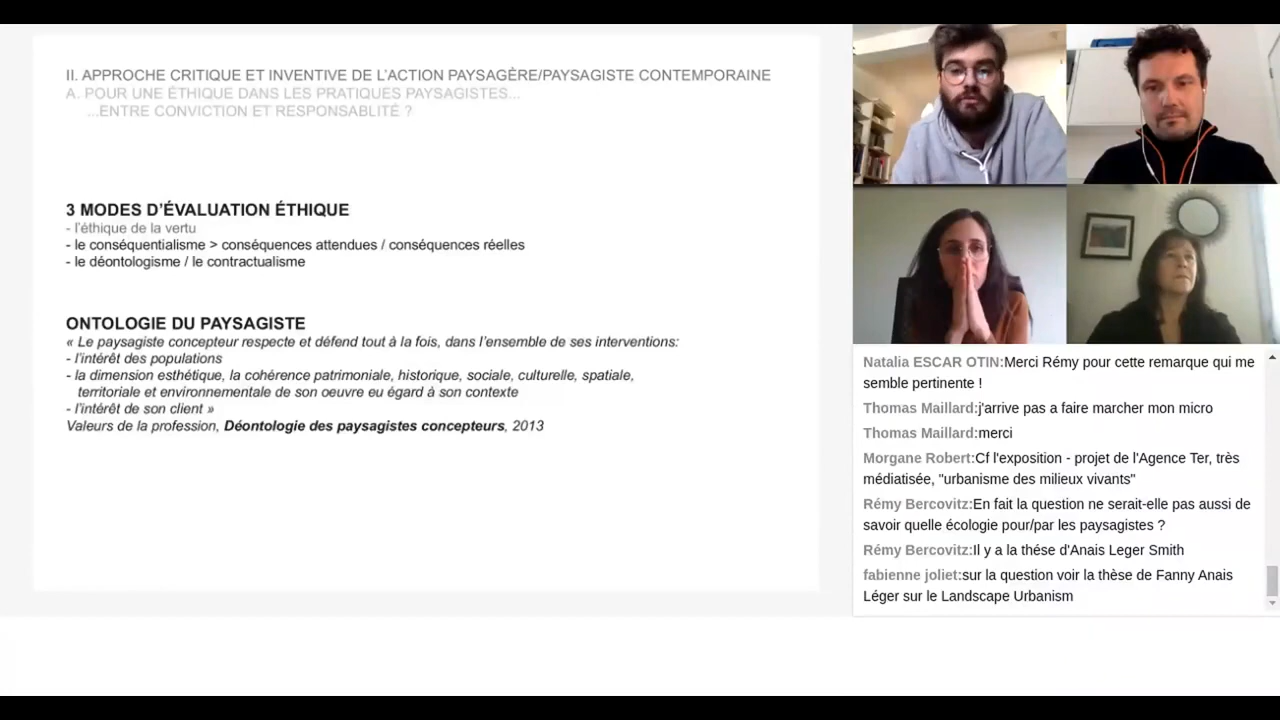 II. APPROCHE CRITIQUE ET INVENTIVE DE L'ACTION PAYSAGÈRE/PAYSAGISTE CONTEMPORAINE
A. POUR UNE ÉTHIQUE DANS LES PRATIQUES PAYSAGISTES...
...ENTRE CONVICTION ET RESPONSABLITÉ ?
3 MODES D'ÉVALUATION ÉTHIQUE
- l'éthique de la vertu
- le conséquentialisme > conséquences attendues / conséquences réelles
- le déontologisme / le contractualisme
ONTOLOGIE DU PAYSAGISTE
« Le paysagiste concepteur respecte et défend tout à la fois, dans l'ensemble de ses interventions:
- l'intérêt des populations
- la dimension esthétique, la cohérence patrimoniale, historique, sociale, culturelle, spatiale,
territoriale et environnementale de son oeuvre eu égard à son contexte
- l'intérêt de son client »
Valeurs de la profession, Déontologie des paysagistes concepteurs, 2013
Natalia ESCAR OTIN:Merci Rémy pour cette remarque qui me
semble pertinente !
Thomas Maillard:j'arrive pas a faire marcher mon micro
Thomas Maillard:merci
Morgane Robert:Cf l'exposition - projet de l'Agence Ter, très
médiatisée, "urbanisme des milieux vivants"
Rémy Bercovitz:En fait la question ne serait-elle pas aussi de
savoir quelle écologie pour/par les paysagistes ?
Rémy Bercovitz:Il y a la thése d'Anais Leger Smith
fabienne joliet:sur la question voir la thèse de Fanny Anais
Léger sur le Landscape Urbanism